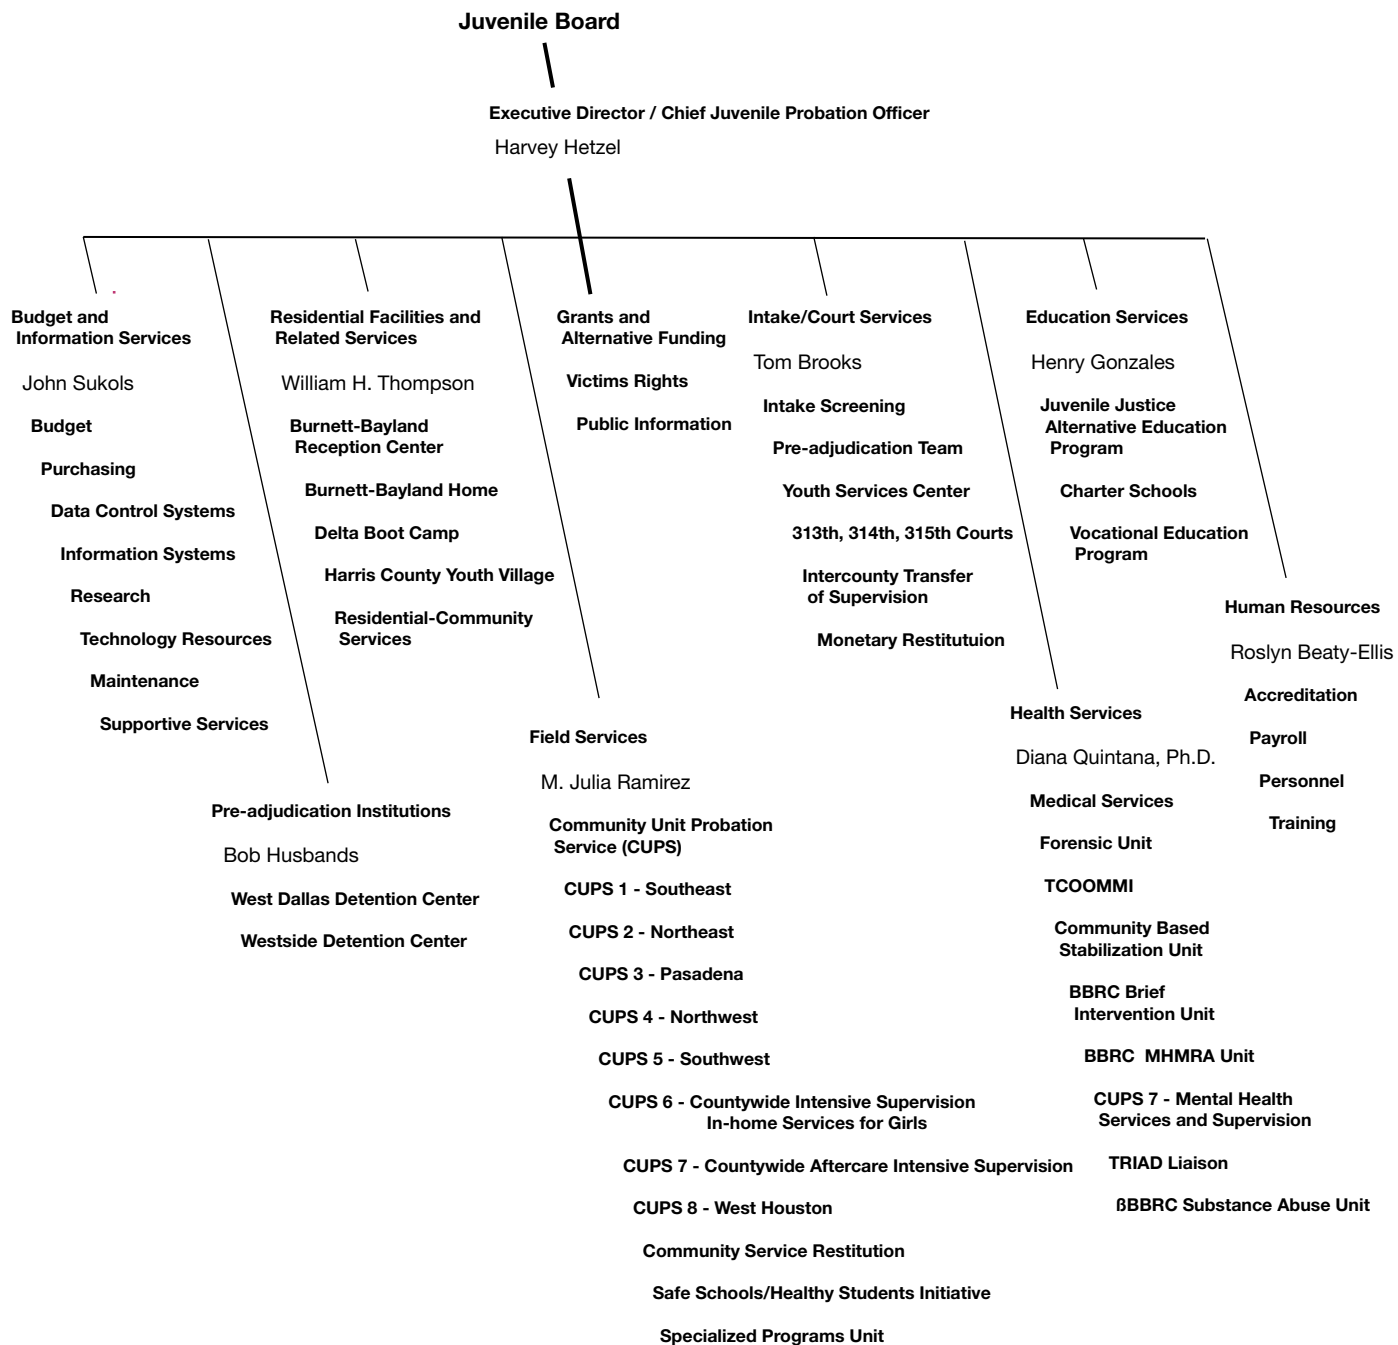 Juvenile Board
Executive Director / Chief Juvenile Probation Officer
Harvey Hetzel
Budget and
Information Services
John Sukols
Budget
Purchasing
Data Control Systems
Information Systems
Research
Technology Resources
Maintenance
Supportive Services
Pre-adjudication Institutions
Bob Husbands
West Dallas Detention Center
Westside Detention Center
Residential Facilities and
Related Services
William H. Thompson
Burnett-Bayland
Reception Center
Burnett-Bayland Home
Delta Boot Camp
Harris County Youth Village
Residential-Community
Services
Field Services
M. Julia Ramirez
Community Unit Probation
Service (CUPS)
CUPS 1 - Southeast
CUPS 2 - Northeast
CUPS 3 - Pasadena
CUPS 4 - Northwest
CUPS 5 - Southwest
CUPS 6 - Countywide Intensive Supervision
In-home Services for Girls
CUPS 7 - Countywide Aftercare Intensive Supervision
CUPS 8 - West Houston
Community Service Restitution
Safe Schools/Healthy Students Initiative
Specialized Programs Unit
Grants and
Alternative Funding
Victims Rights
Public Information
Intake/Court Services
Tom Brooks
Intake Screening
Pre-adjudication Team
Youth Services Center
313th, 314th, 315th Courts
Intercounty Transfer
of Supervision
Monetary Restitutuion
Health Services
Diana Quintana, Ph.D.
Medical Services
Forensic Unit
TCOOMMI
Community Based
Stabilization Unit
BBRC Brief
Intervention Unit
BBRC  MHMRA Unit
CUPS 7 - Mental Health
Services and Supervision
TRIAD Liaison
ßBBRC Substance Abuse Unit
Education Services
Henry Gonzales
Juvenile Justice
Alternative Education
Program
Charter Schools
Vocational Education
Program
Human Resources
Roslyn Beaty-Ellis
Accreditation
Payroll
Personnel
Training